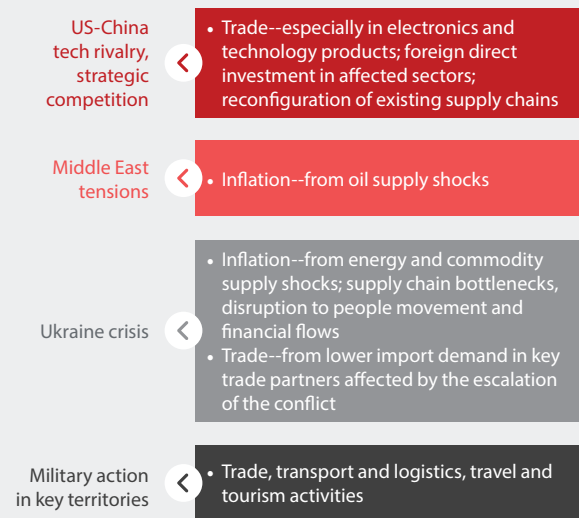 US-China
tech rivalry,
strategic
competition
• Trade--especially in electronics and
technology products; foreign direct
investment in affected sectors;
reconfiguration of existing supply chains
Middle East
tensions
• Inflation--from oil supply shocks
Ukraine crisis
• Inflation--from energy and commodity
supply shocks; supply chain bottlenecks,
disruption to people movement and
financial flows
• Trade--from lower import demand in key
trade partners affected by the escalation
of the conflict
Military action
in key territories
• Trade, transport and logistics, travel and
tourism activities